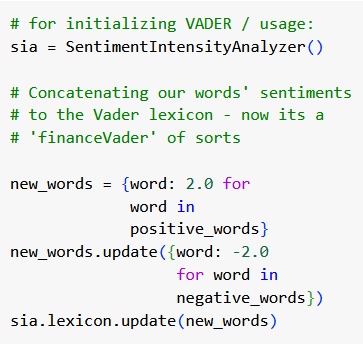 # for initializing VADER / usage:
sia = SentimentIntensityAnalyzer()
# Concatenating our words' sentiments
# to the Vader lexicon - now its a
# 'financeVader' of sorts
new_words = {word: 2.0 for
word in
positive_words}
new_words.update({word: -2.0
for word in
negative_words})
sia.lexicon.update(new_words)